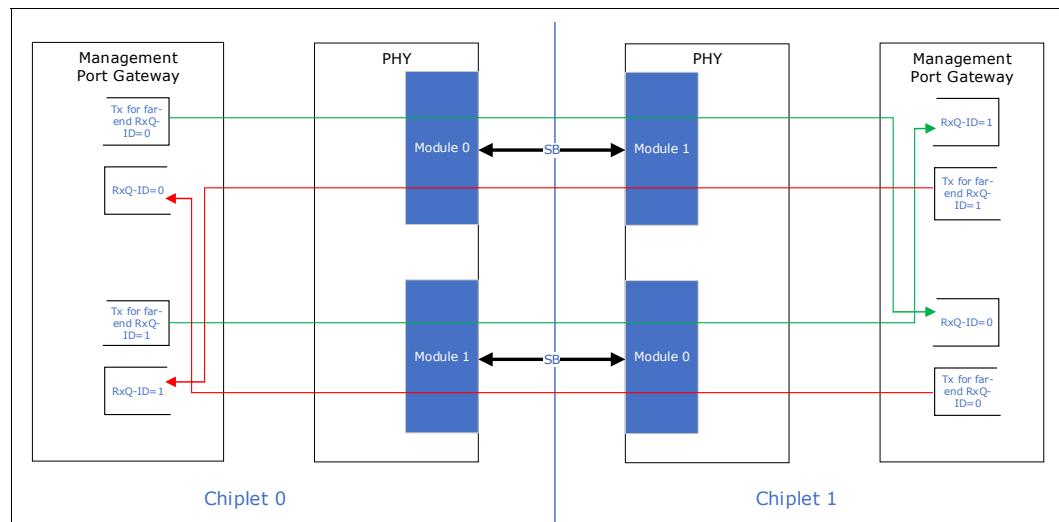 Management
Port Gateway
Tx for far-
end RxQ-
ID=0
RxQ-ID=0
Tx for far-
end RxQ-
ID=1
RxQ-ID=1
PHY
Module 0
Module 1
SB
SB
PHY
Module 1
Module 0
Management
Port Gateway
RxQ-ID=1
Tx for far-
end RxQ-
ID=1
RxQ-ID=0
Tx for far-
end RxQ-
ID=0
Chiplet 0
Chiplet 1